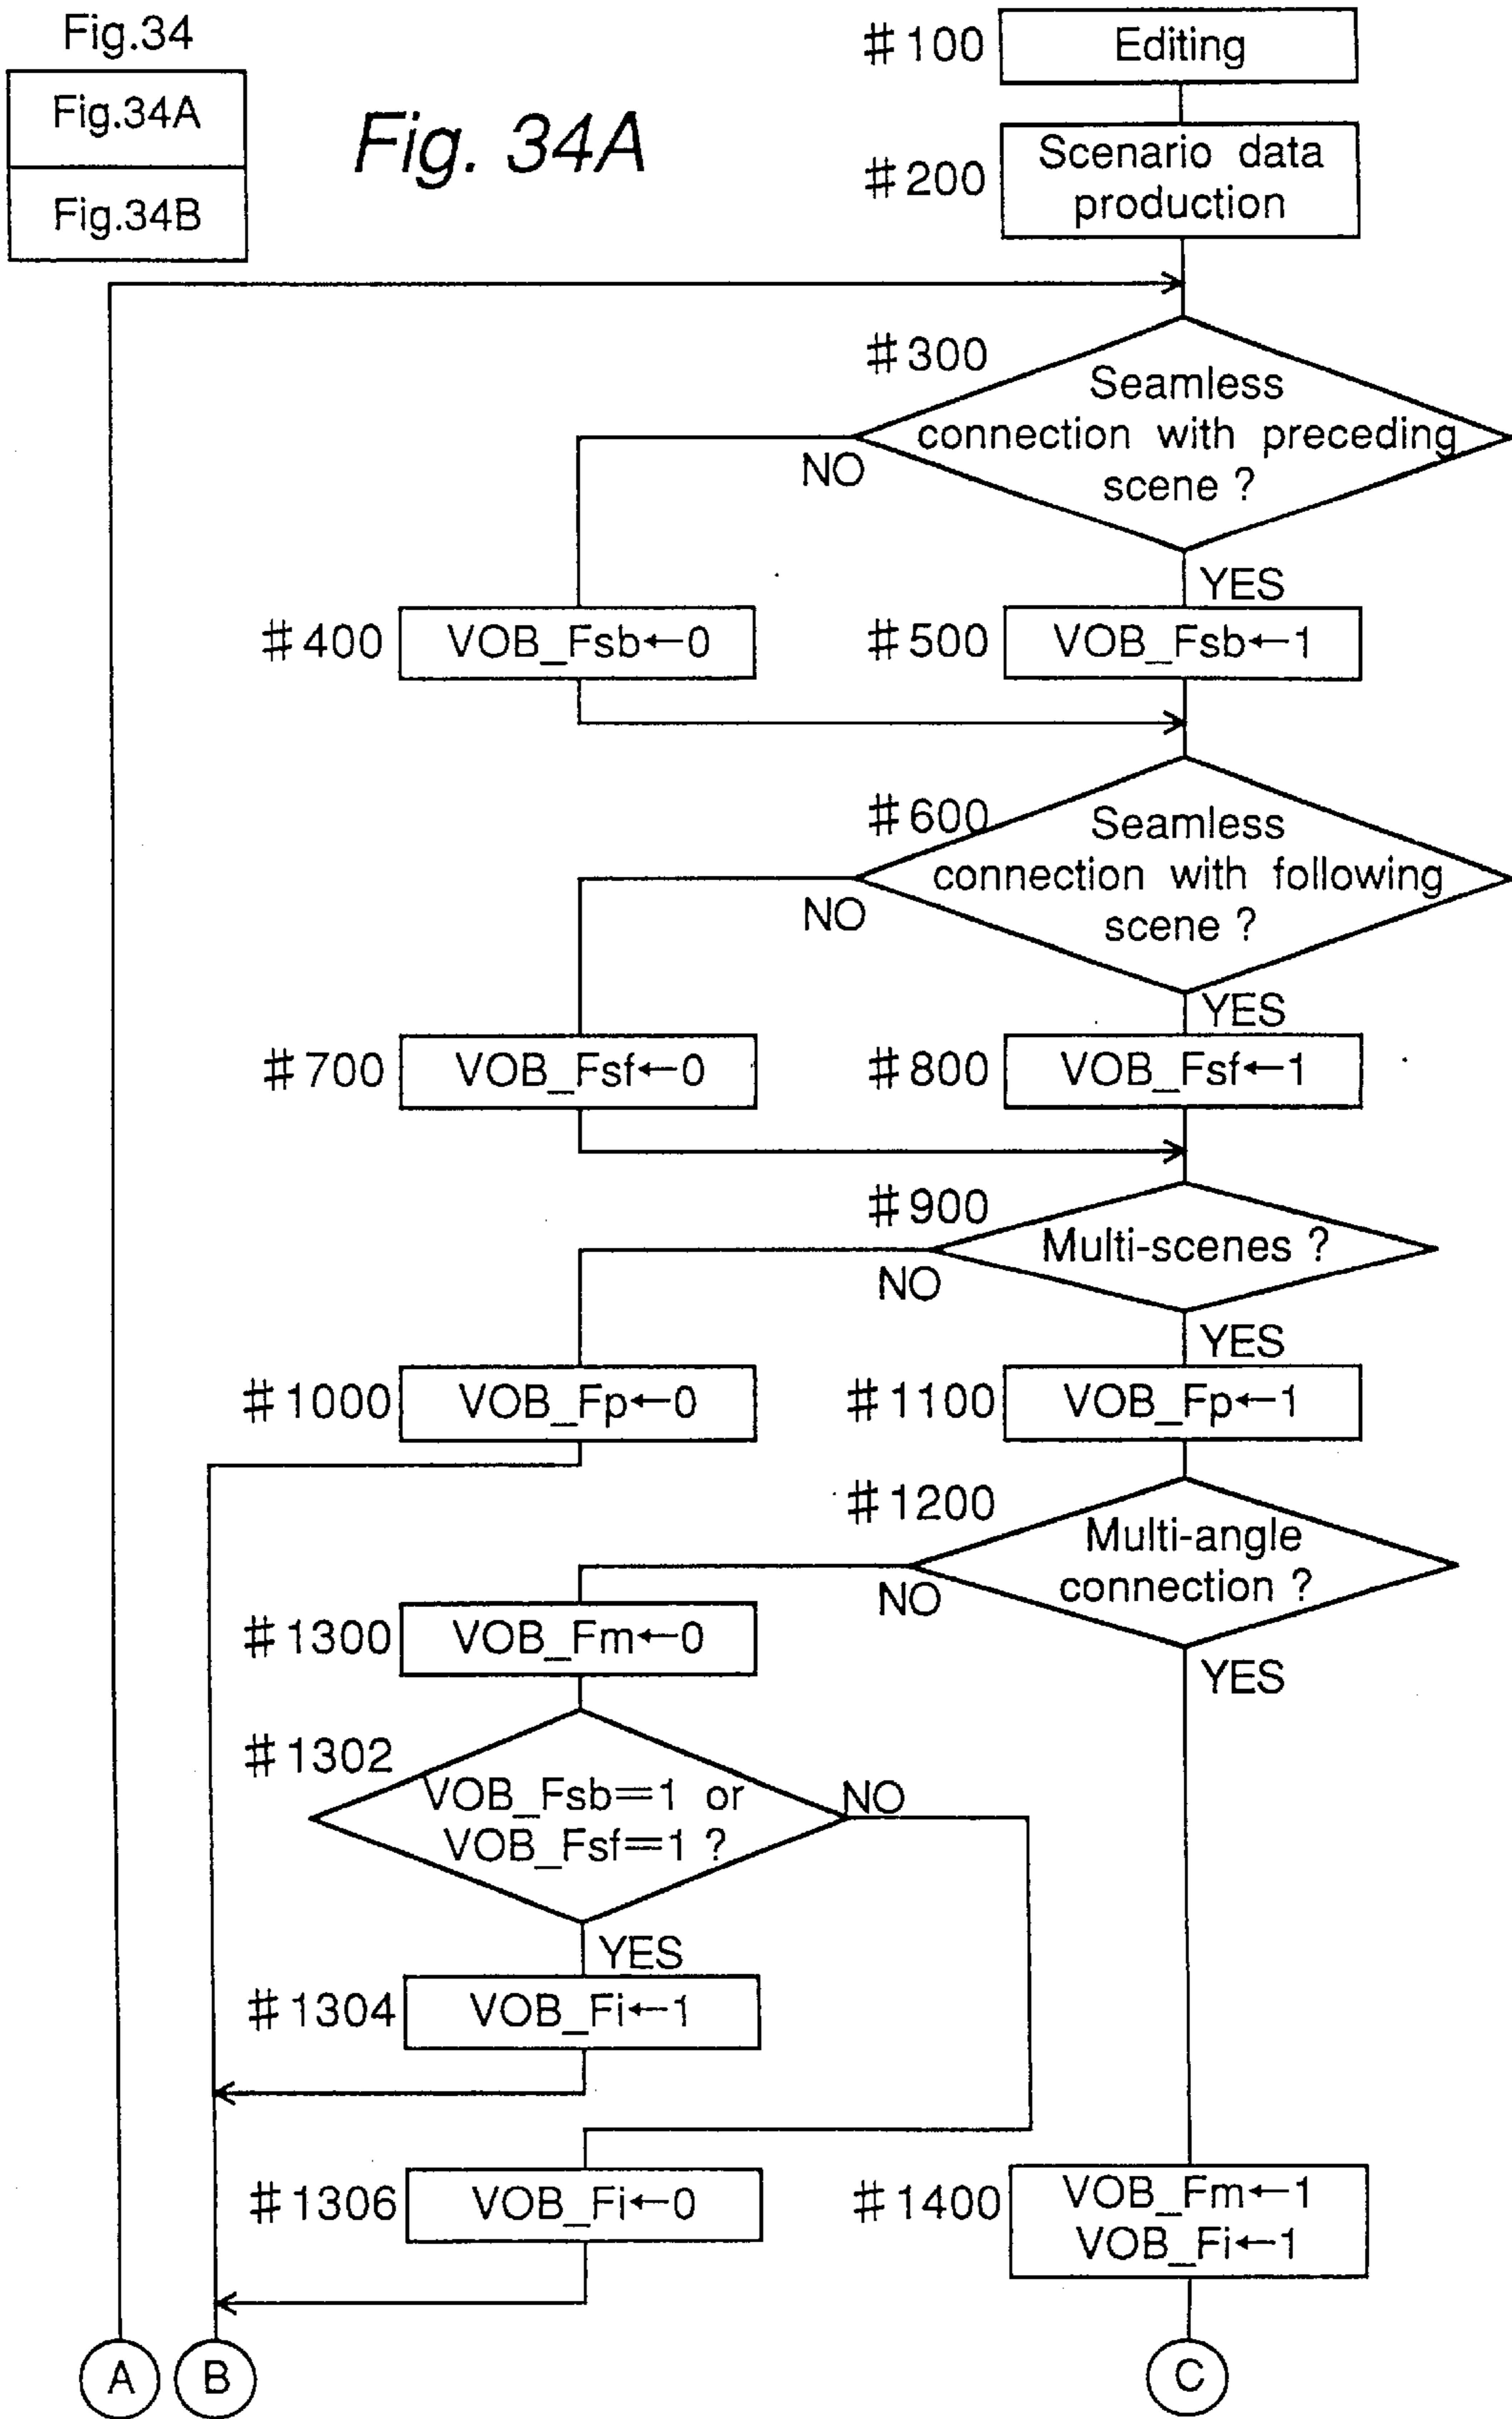 Fig.34
Fig.34A
Fig.34B
Fig. 34A
#100
Editing
#200
Scenario data
production
#300
Seamless
connection with preceding
scene ?
NO
YES
#400
VOB_Fsb←0
#500
VOB_Fsb←1
#600
Seamless
connection with following
scene ?
NO
YES
#700
VOB_Fsf←0
#800
VOB_Fsf←1
#900
Multi-scenes ?
NO
YES
#1000
VOB_Fp←0
#1100
VOB_Fp←1
#1200
Multi-angle
connection ?
NO
YES
#1300
VOB_Fm←0
#1302
VOB_Fsb=1 or
VOB_Fsf=1 ?
NO
YES
#1304
VOB_Fi←1
#1306
VOB_Fi←0
#1400
VOB_Fm←1
VOB_Fi←1
A
B
C